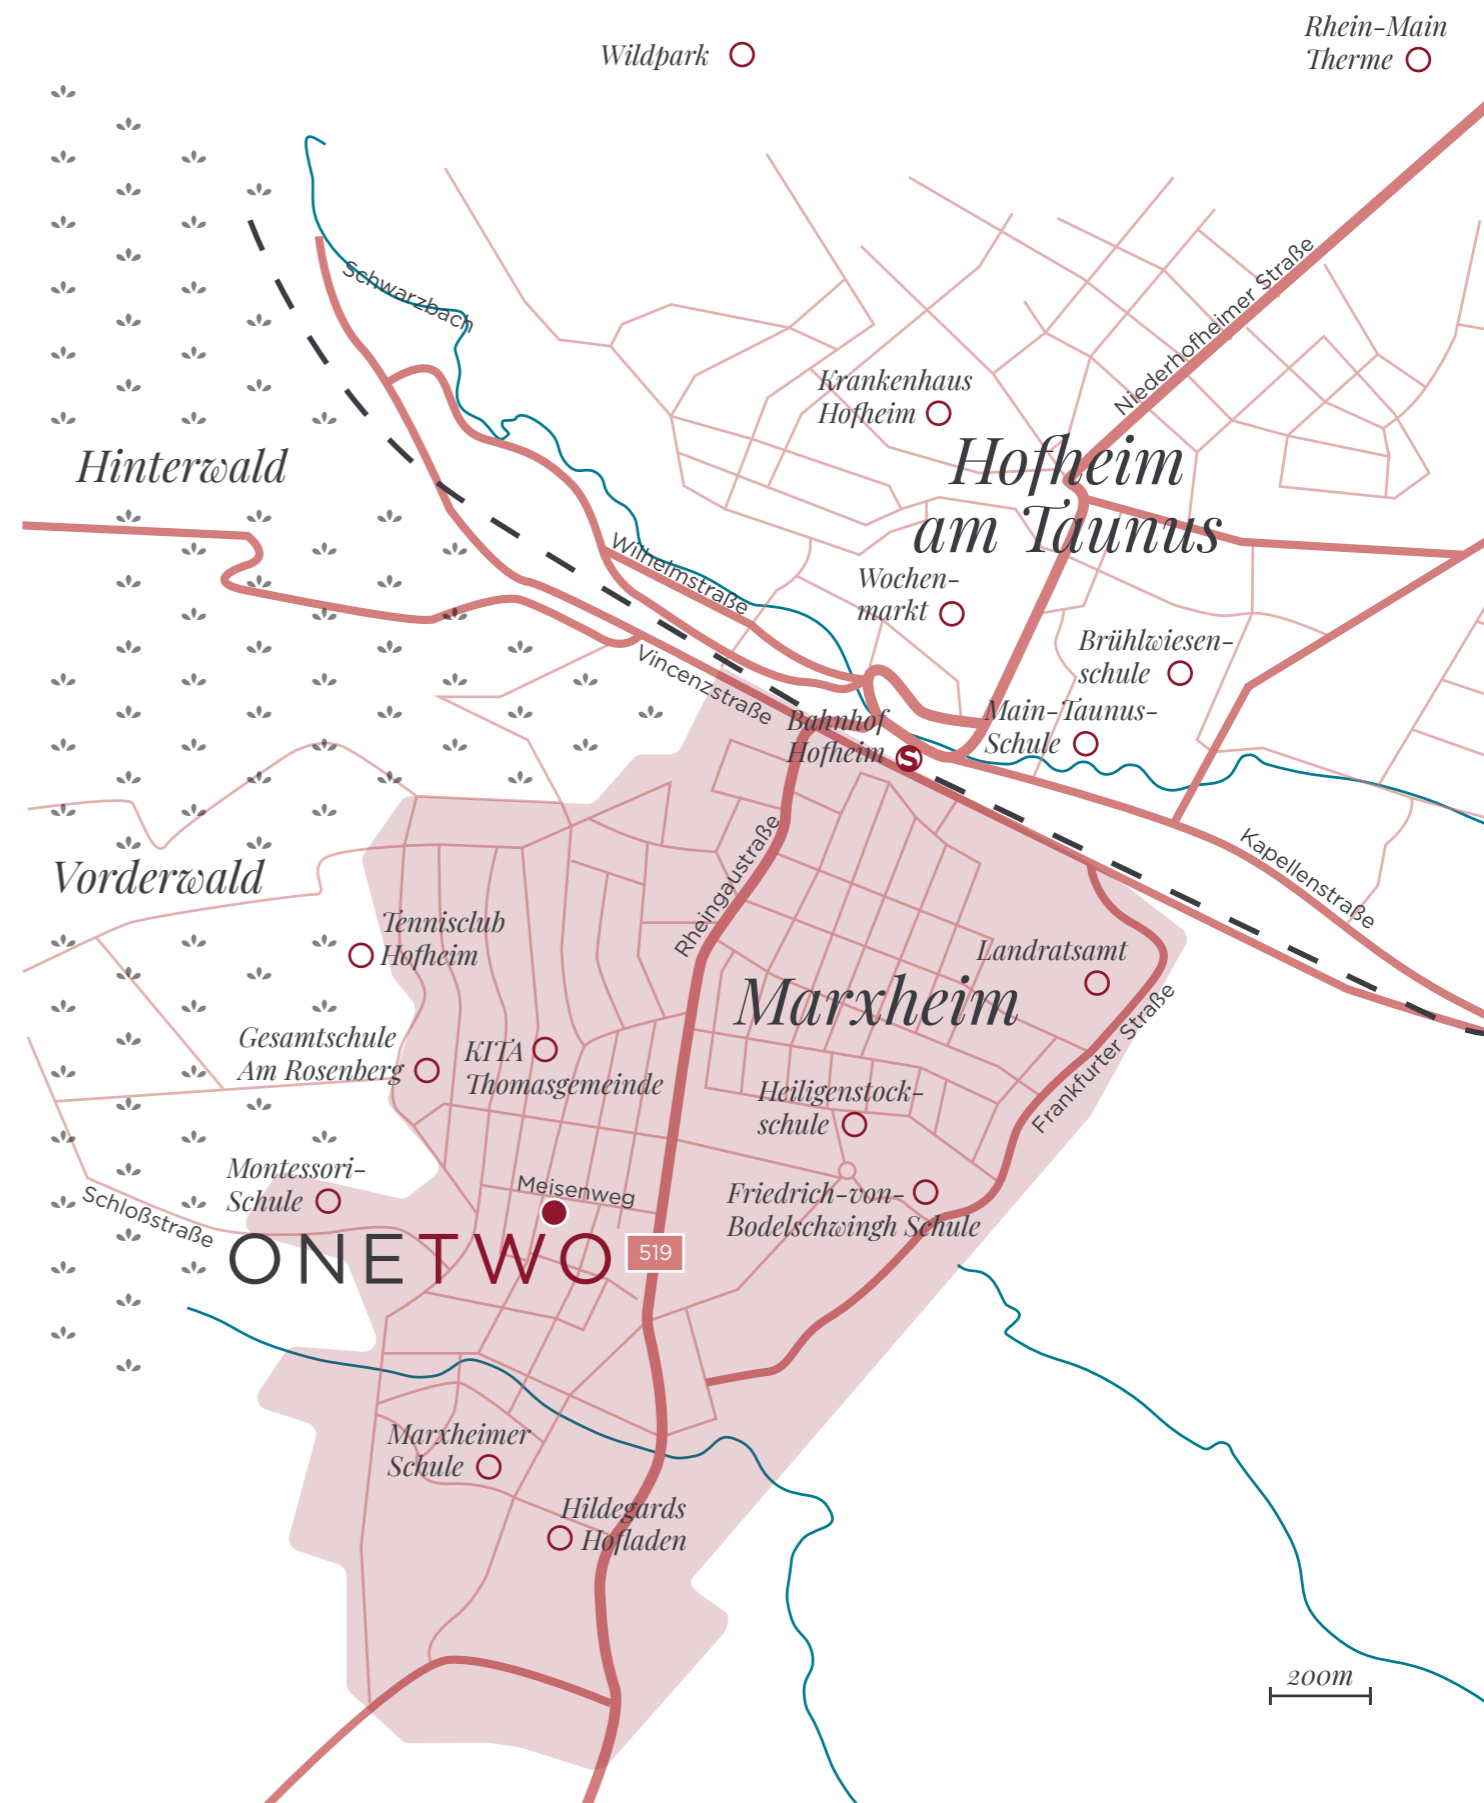 Rhein-Main
Therme
Wildpark
Schwarzbach
Niederhofheimer Straße
Krankenhaus
Hofheim
Hofheim
am Taunus
Hinterwald
Wilhelmstraße
Wochen-
markt
Brühlwiesen-
schule
Vincenzstraße
Main-Taunus-
Schule
Bahnhof
Hofheim
S
Rheingaustraße
Kapellenstraße
Vorderwald
Tennisclub
Hofheim
Landratsamt
Marxheim
Frankfurter Straße
Gesamtschule
Am Rosenberg
KITA
Thomasgemeinde
Heiligenstock-
schule
Montessori-
Schule
Meisenweg
Friedrich-von-
Bodelschwingh Schule
Schloßstraße
ONETWO
519
Marxheimer
Schule
Hildegards
Hofladen
200m